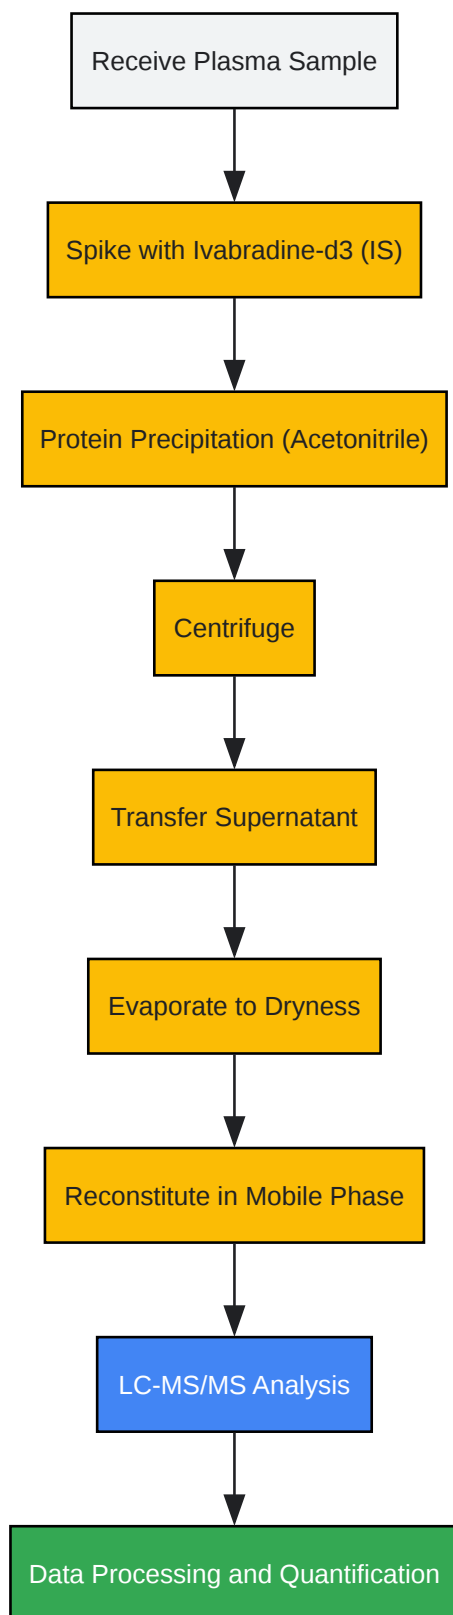 Receive Plasma Sample
Spike with Ivabradine-d3 (IS)
Protein Precipitation (Acetonitrile)
Centrifuge
Transfer Supernatant
Evaporate to Dryness
Reconstitute in Mobile Phase
LC-MS/MS Analysis
Data Processing and Quantification